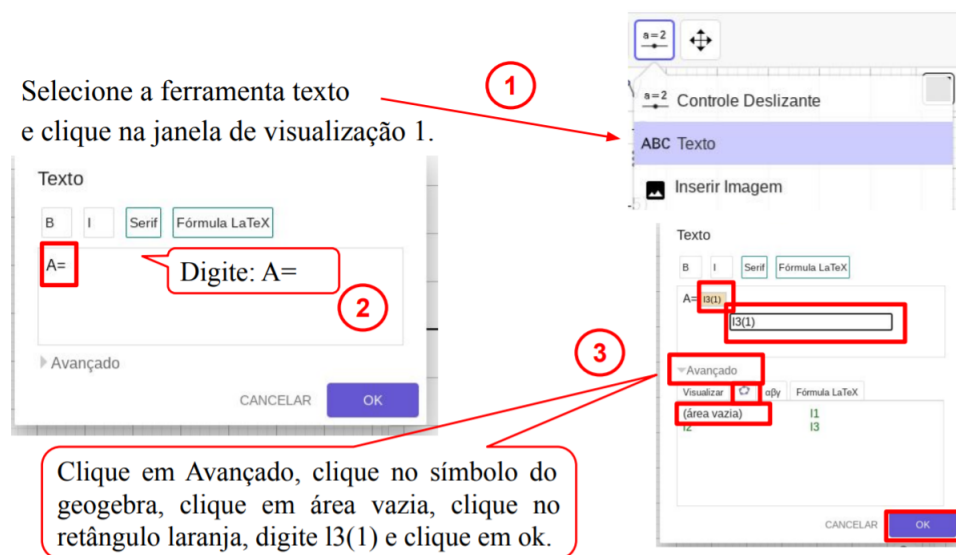 Selecione a ferramenta texto
e clique na janela de visualização 1.
1
a=2
a=2 Controle Deslizante
ABC Texto
Inserir Imagem
Texto
B I Serif Fórmula LaTeX
A=
Digite: A=
2
Avançado
CANCELAR OK
3
Texto
B I Serif Fórmula LaTeX
A= l3(1)
l3(1)
Avançado
Visualizar αβγ Fórmula LaTeX
(área vazia) l1
l2 l3
CANCELAR OK
Clique em Avançado, clique no símbolo do
geogebra, clique em área vazia, clique no
retângulo laranja, digite l3(1) e clique em ok.